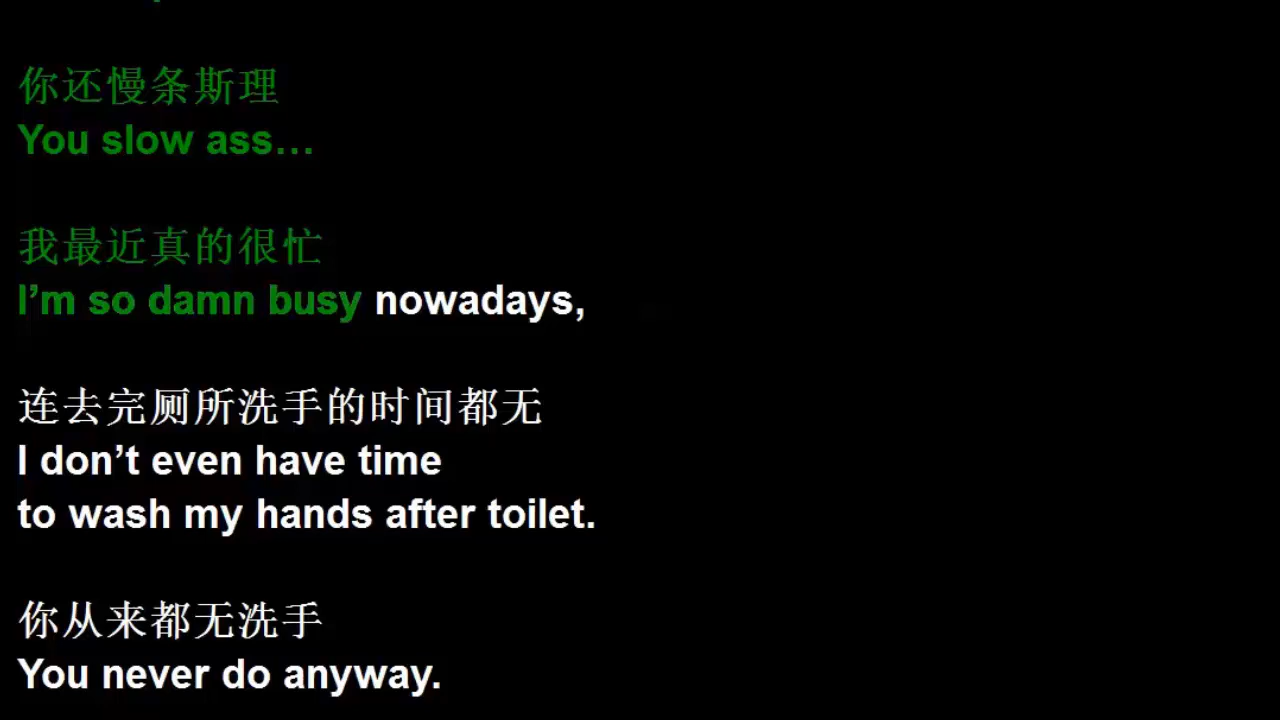 你还慢条斯理
You slow ass…
我最近真的很忙
I’m so damn busy nowadays,
连去完厕所洗手的时间都无
I don’t even have time
to wash my hands after toilet.
你从来都无洗手
You never do anyway.